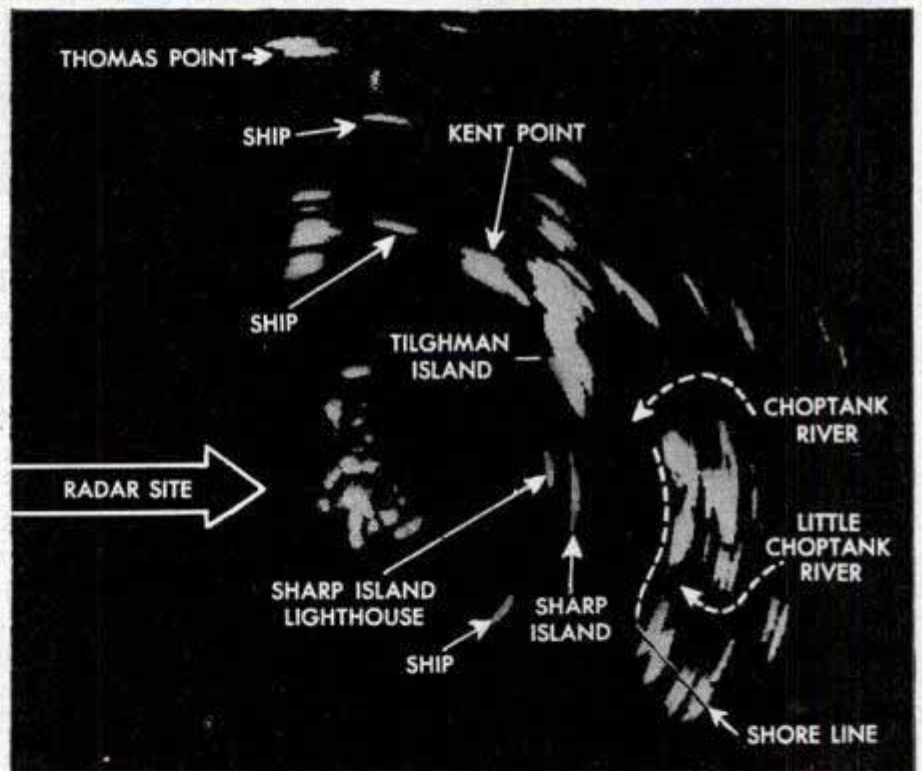 THOMAS POINT
SHIP
KENT POINT
SHIP
TILGHMAN
ISLAND
CHOPTANK
RIVER
RADAR SITE
LITTLE
CHOPTANK
RIVER
SHARP ISLAND
LIGHTHOUSE
SHARP
ISLAND
SHIP
SHORE LINE